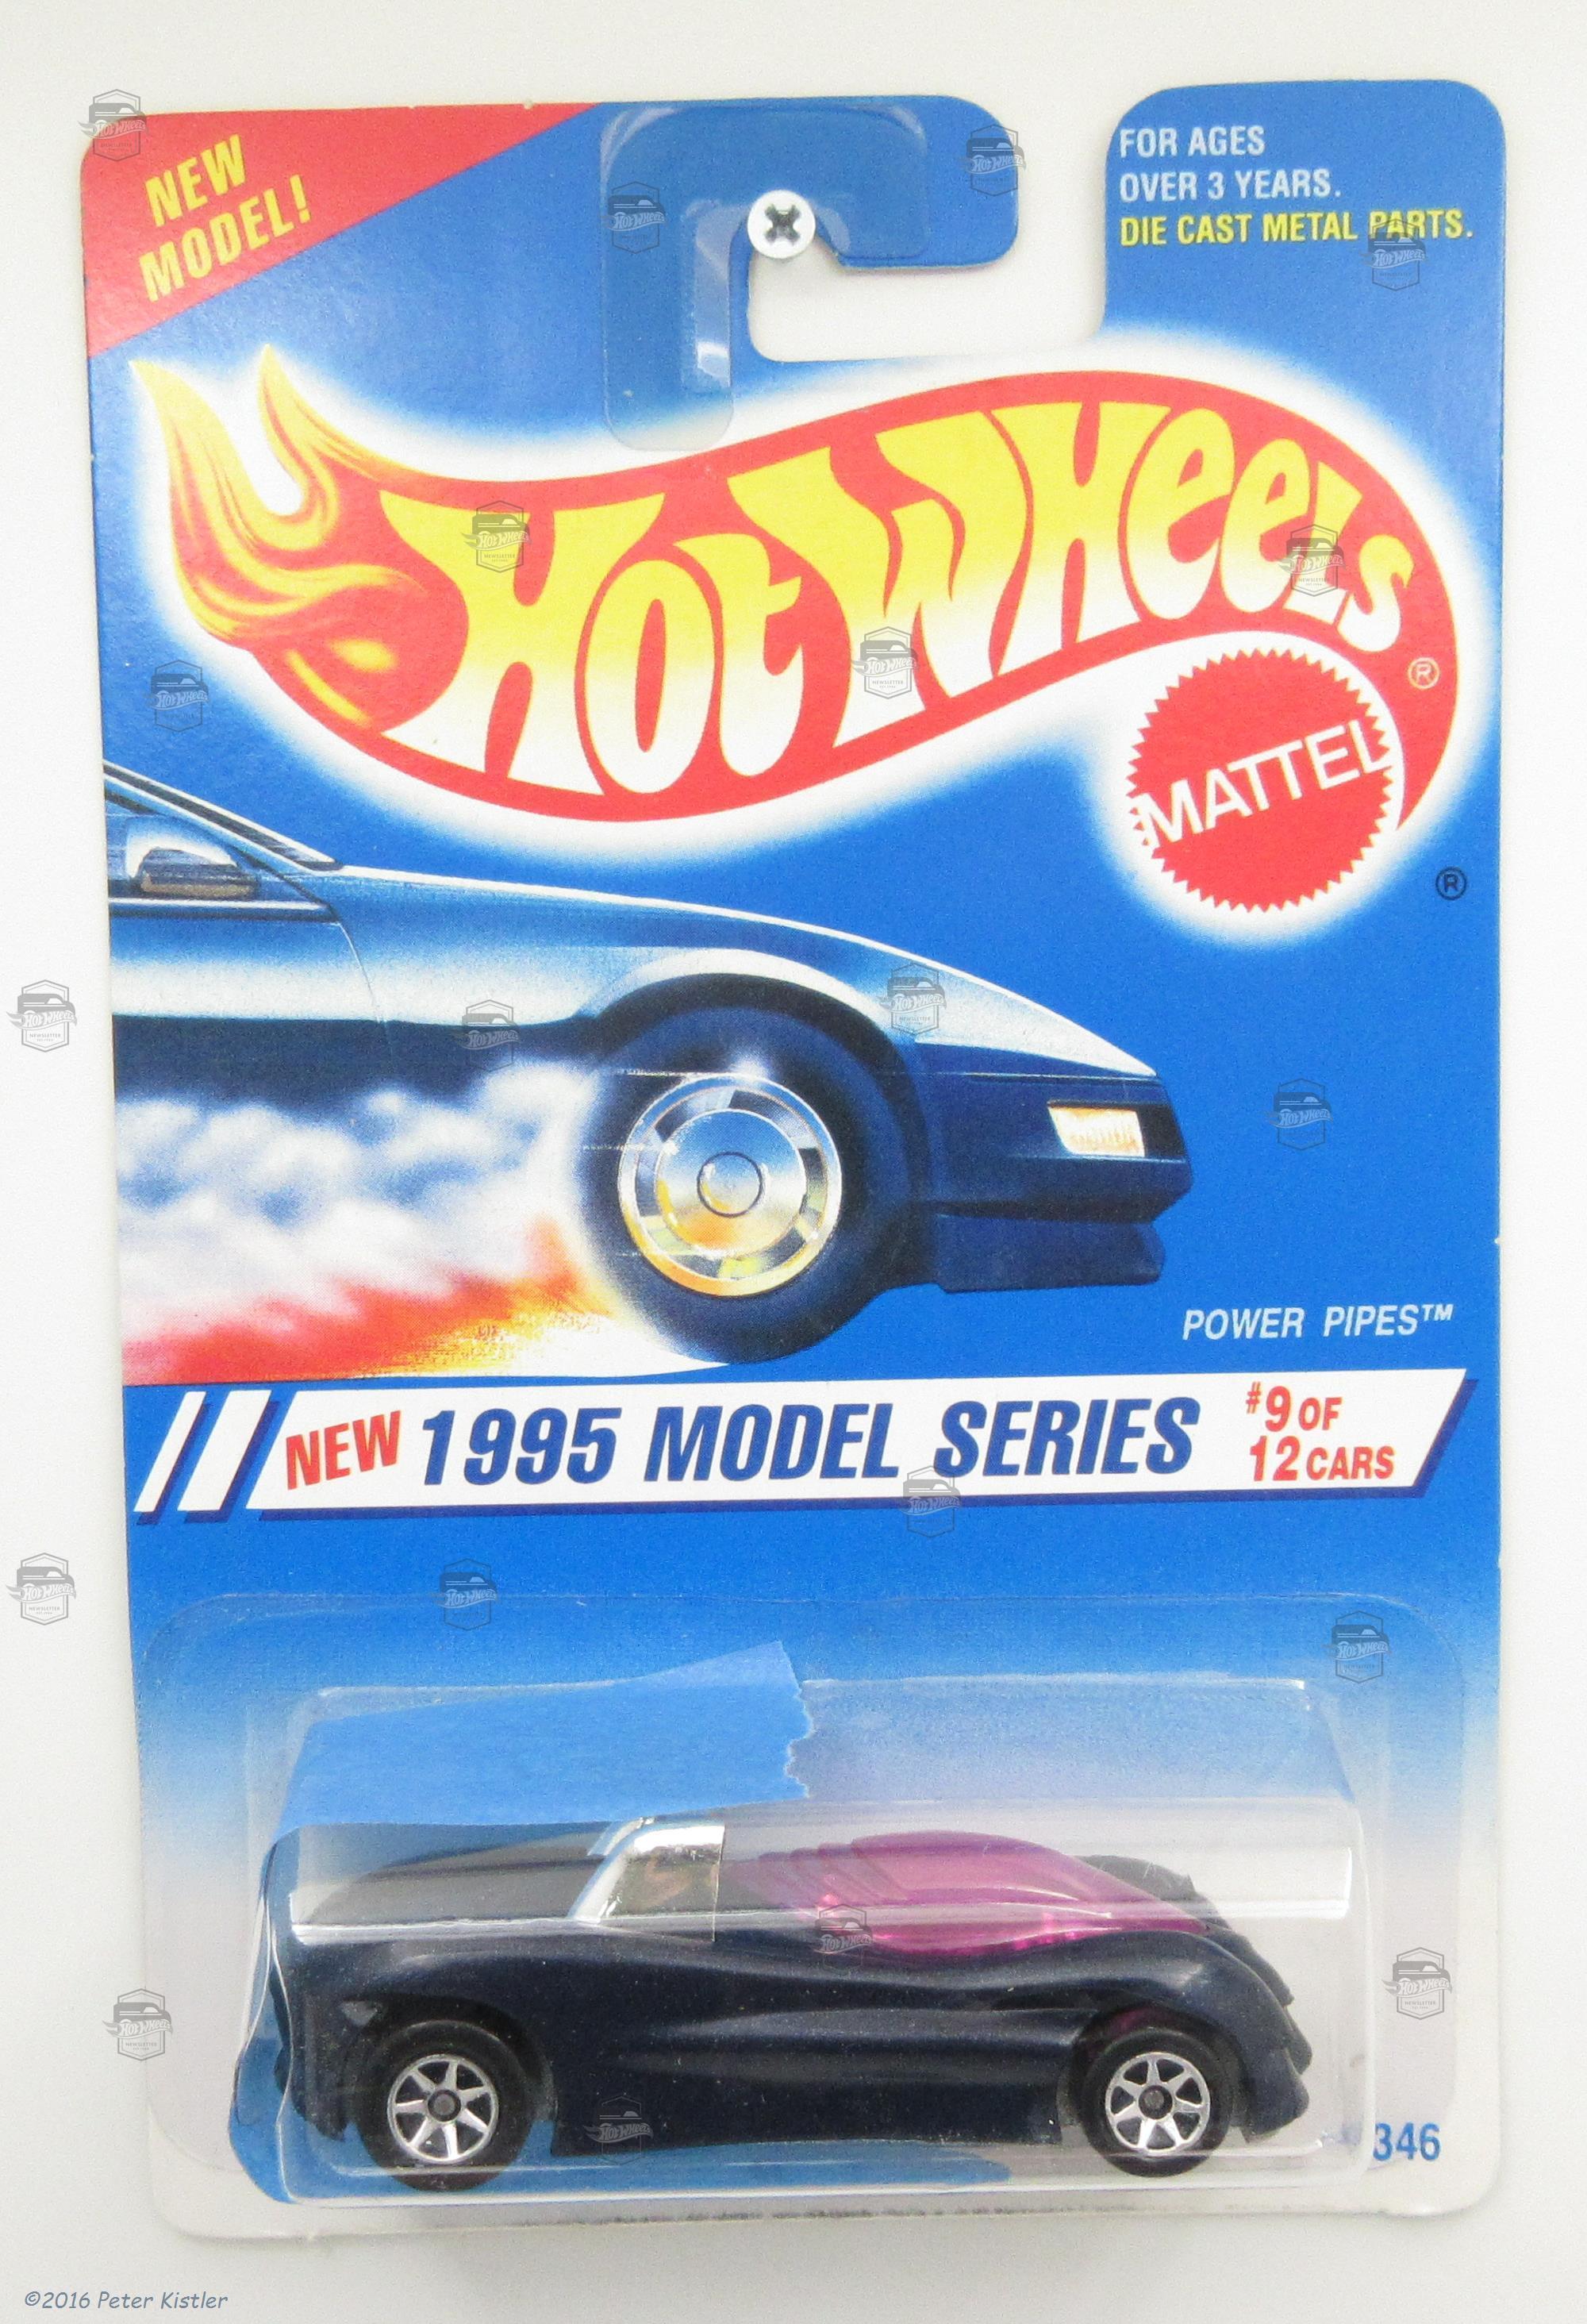 NEW
MODEL!
FOR AGES
OVER 3 YEARS.
DIE CAST METAL PARTS.
HOT WHEELS®
MATTEL
®
POWER PIPES™
NEW 1995 MODEL SERIES #9 OF
12 CARS
346
©2016 Peter Kistler